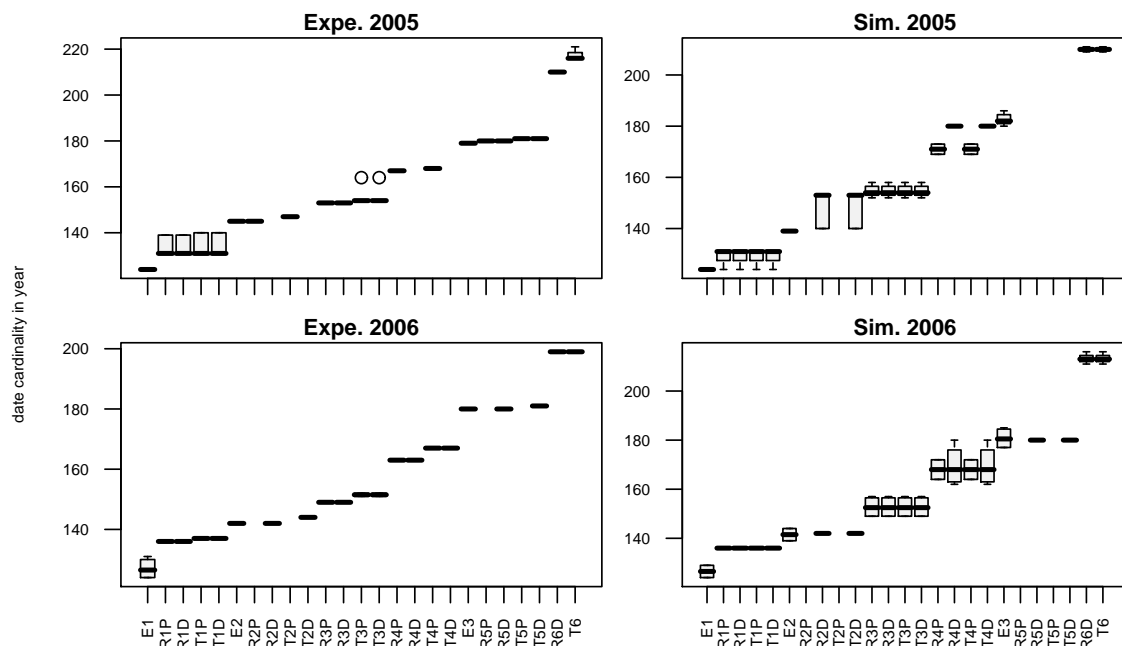 Expe. 2005
Sim. 2005
220
200
180
160
140
200
180
160
140
date cardinality in year
Expe. 2006
Sim. 2006
200
180
160
140
200
180
160
140
E1 R1P R1D T1P T1D E2 R2P R2D T2P T2D R3P R3D T3P T3D R4P R4D T4P T4D E3 R5P R5D T5P T5D R6D T6
E1 R1P R1D T1P T1D E2 R2P R2D T2P T2D R3P R3D T3P T3D R4P R4D T4P T4D E3 R5P R5D T5P T5D R6D T6